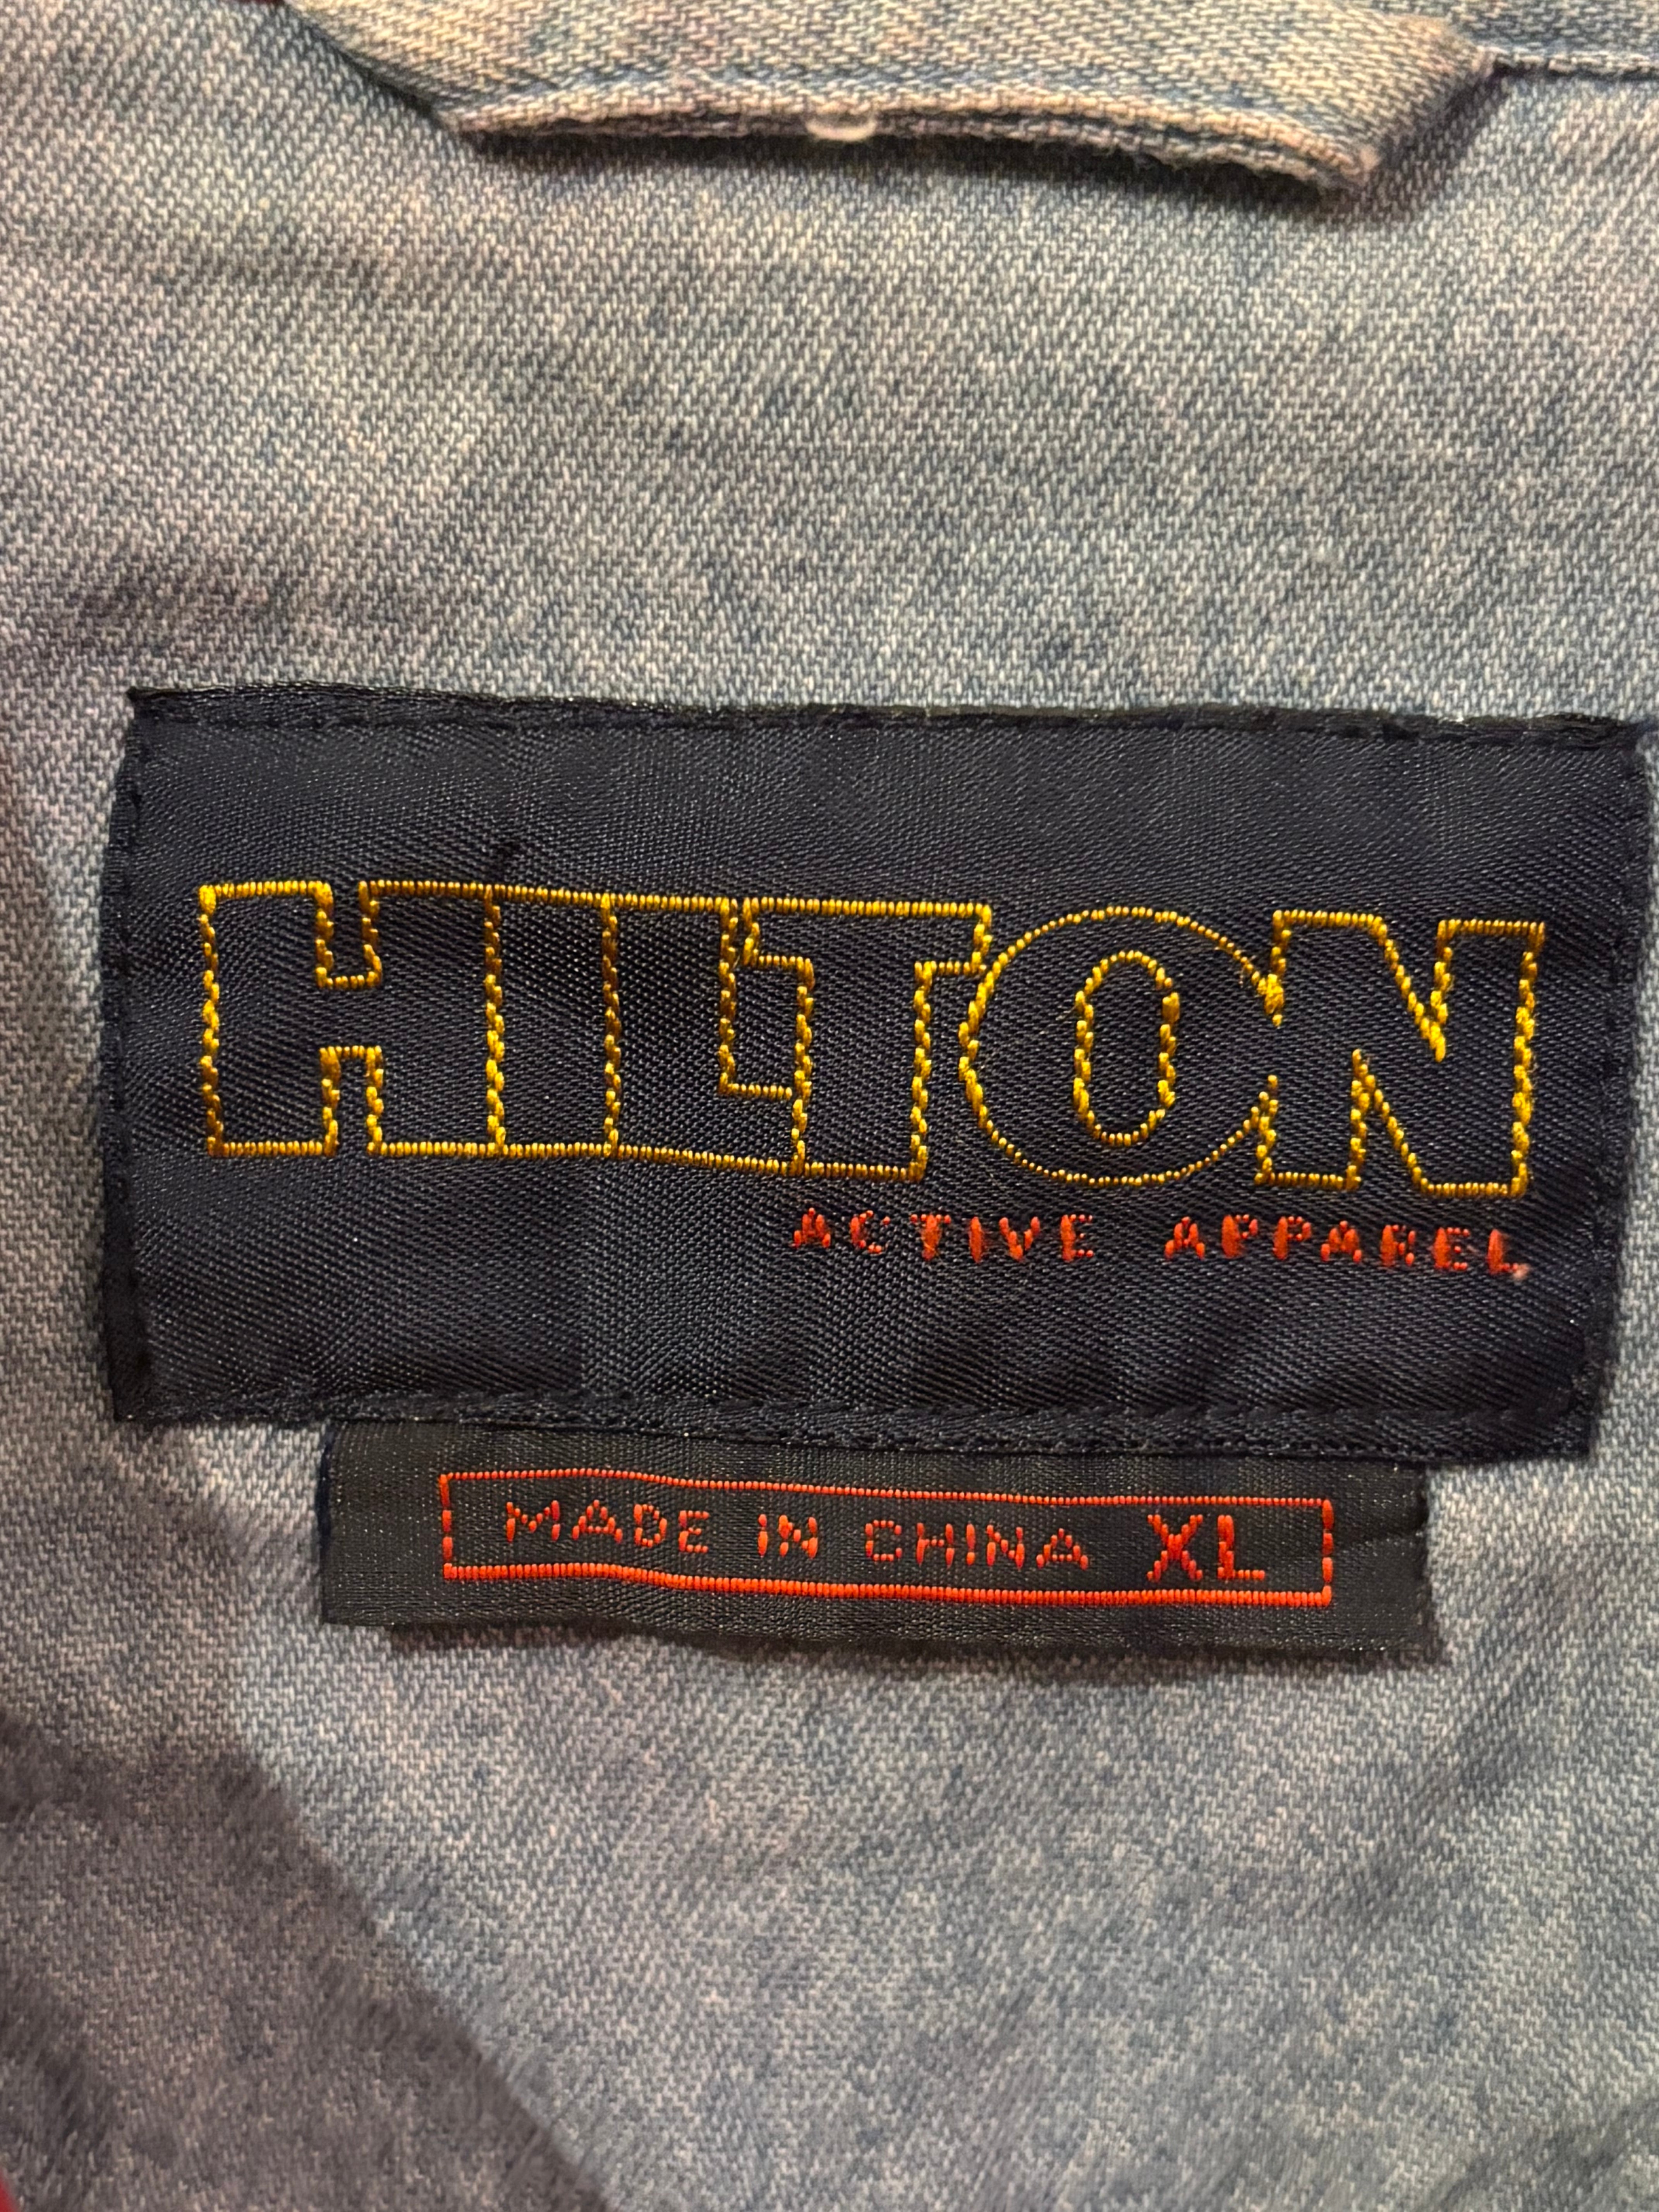 HILTON
ACTIVE APPAREL
MADE IN CHINA XL